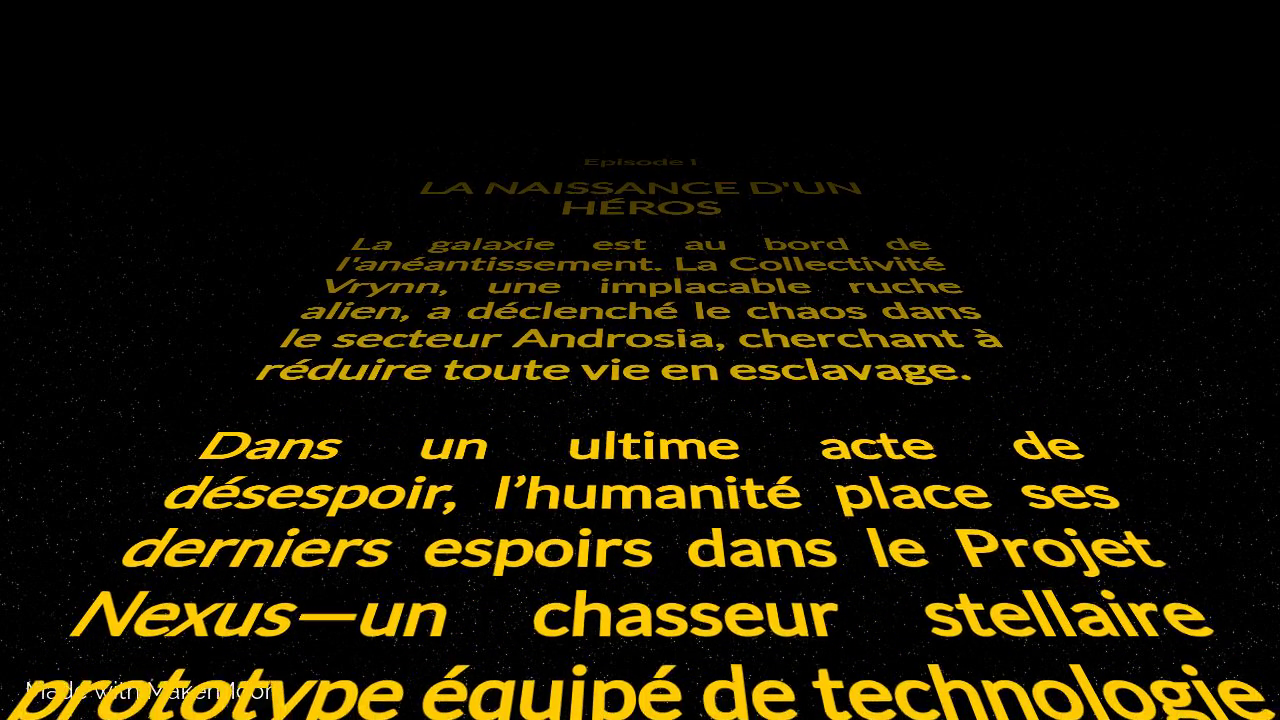 Episode I
LA NAISSANCE D'UN
HÉROS
La galaxie est au bord de
l'anéantissement. La Collectivité
Vrynn, une implacable ruche
alien, a déclenché le chaos dans
le secteur Androsia, cherchant à
réduire toute vie en esclavage.
Dans un ultime acte de
désespoir, l’humanité place ses
derniers espoirs dans le Projet
Nexus—un chasseur stellaire
prototype équipé de technologie
Made with